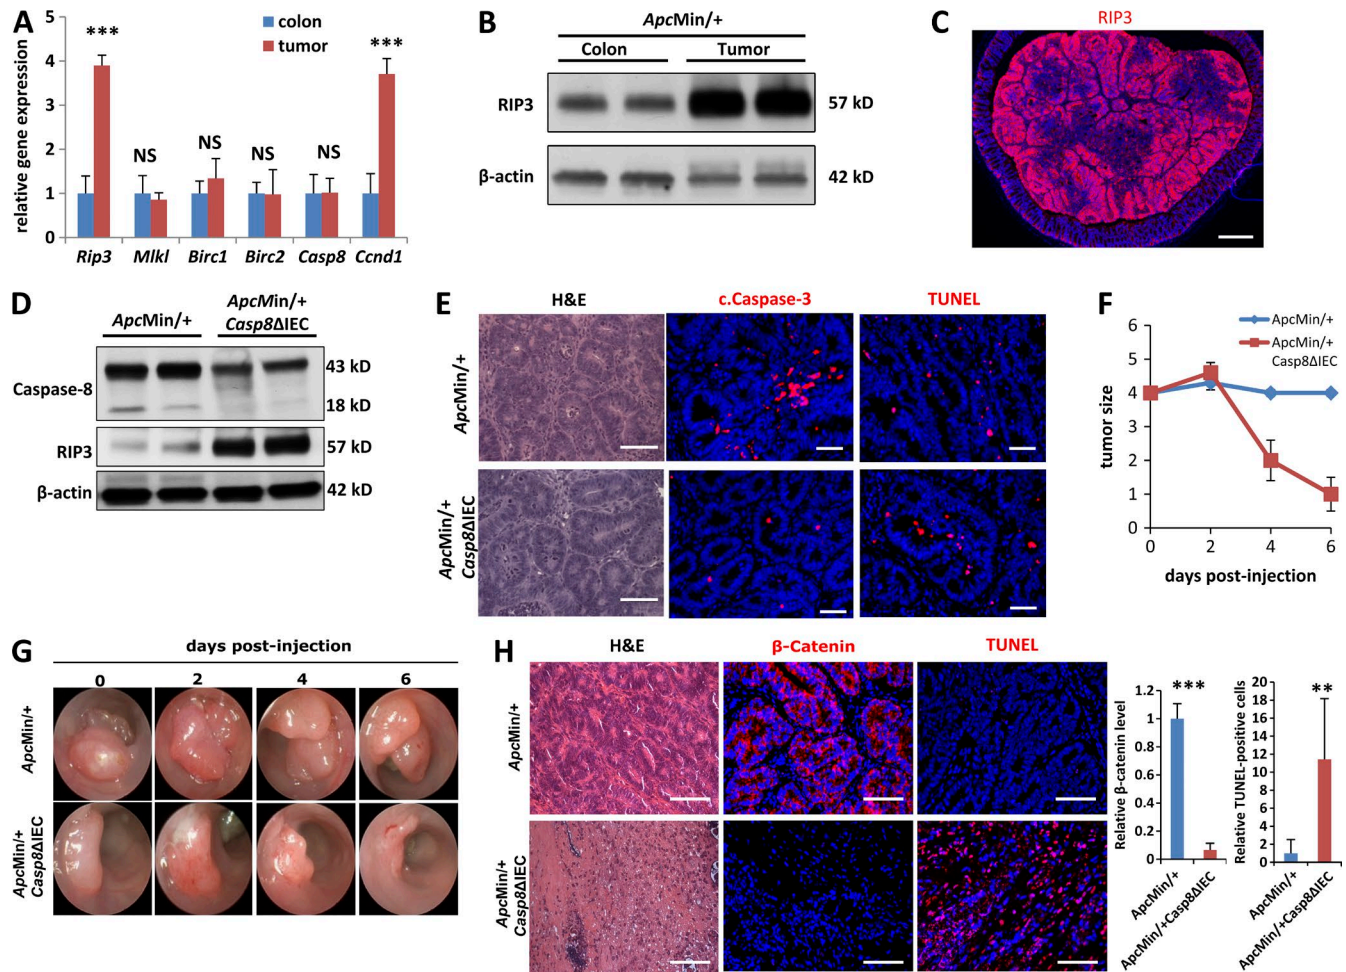 A
relative gene expression
5
4
3
2
1
0
colon
tumor
***
NS
NS
NS
NS
***
Rip3 Mlkl Birc1 Birc2 Casp8 Ccnd1
B
ApcMin/+
Colon Tumor
RIP3 57 kD
β-actin 42 kD
C
RIP3
D
ApcMin/+
ApcMin/+
Casp8ΔIEC
Caspase-8
43 kD
18 kD
RIP3 57 kD
β-actin 42 kD
E
H&E c.Caspase-3 TUNEL
ApcMin/+
ApcMin/+
Casp8ΔIEC
F
ApcMin/+
ApcMin/+
Casp8ΔIEC
tumor size
6
5
4
3
2
1
0
0 2 4 6
days post-injection
G
days post-injection
0 2 4 6
ApcMin/+
ApcMin/+
Casp8ΔIEC
H
H&E β-Catenin TUNEL
ApcMin/+
ApcMin/+
Casp8ΔIEC
Relative β-catenin level
1.2
1
0.8
0.6
0.4
0.2
0
***
ApcMin/+
ApcMin/+Casp8ΔIEC
Relative TUNEL-positive cells
20
18
16
14
12
10
8
6
4
2
0
**
ApcMin/+
ApcMin/+Casp8ΔIEC